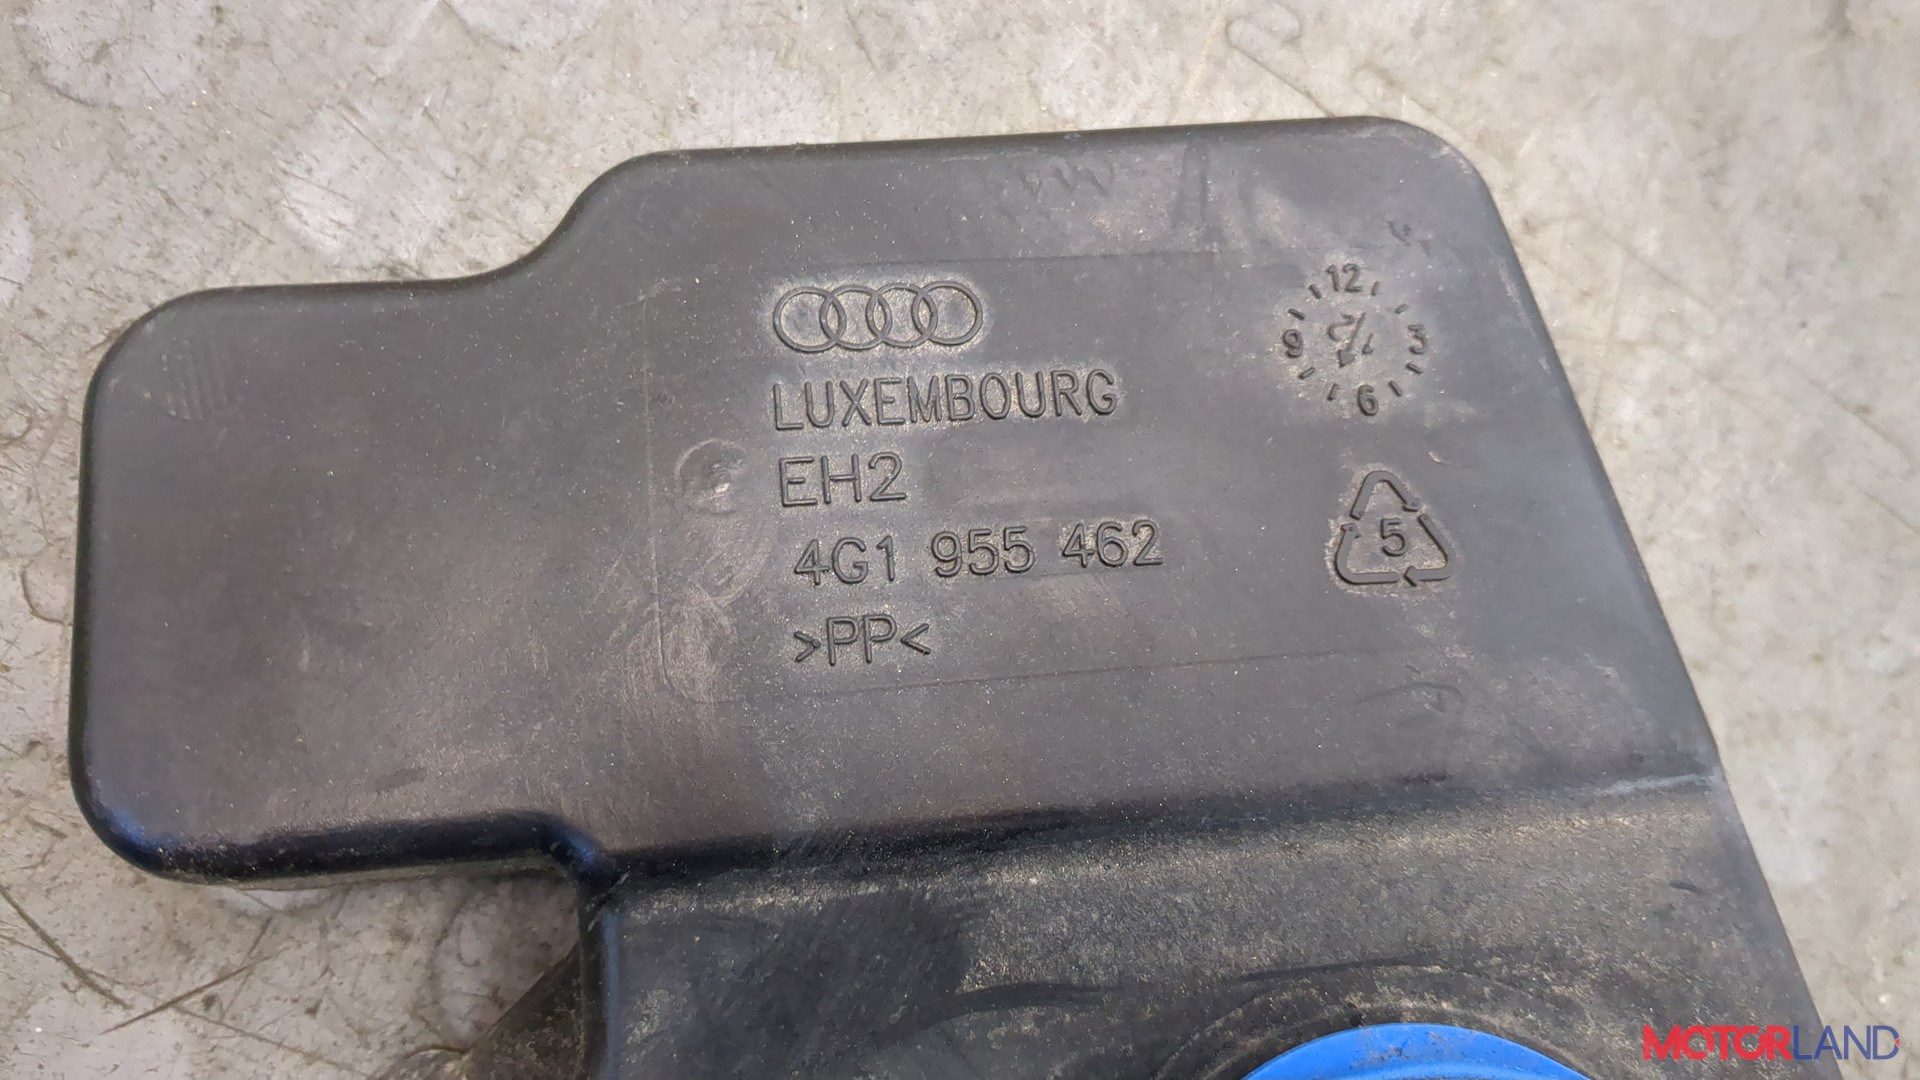 LUXEMBOURG
EH2
4G1 955 462
>PP<
12
9 3
6
5
MOTORLAND